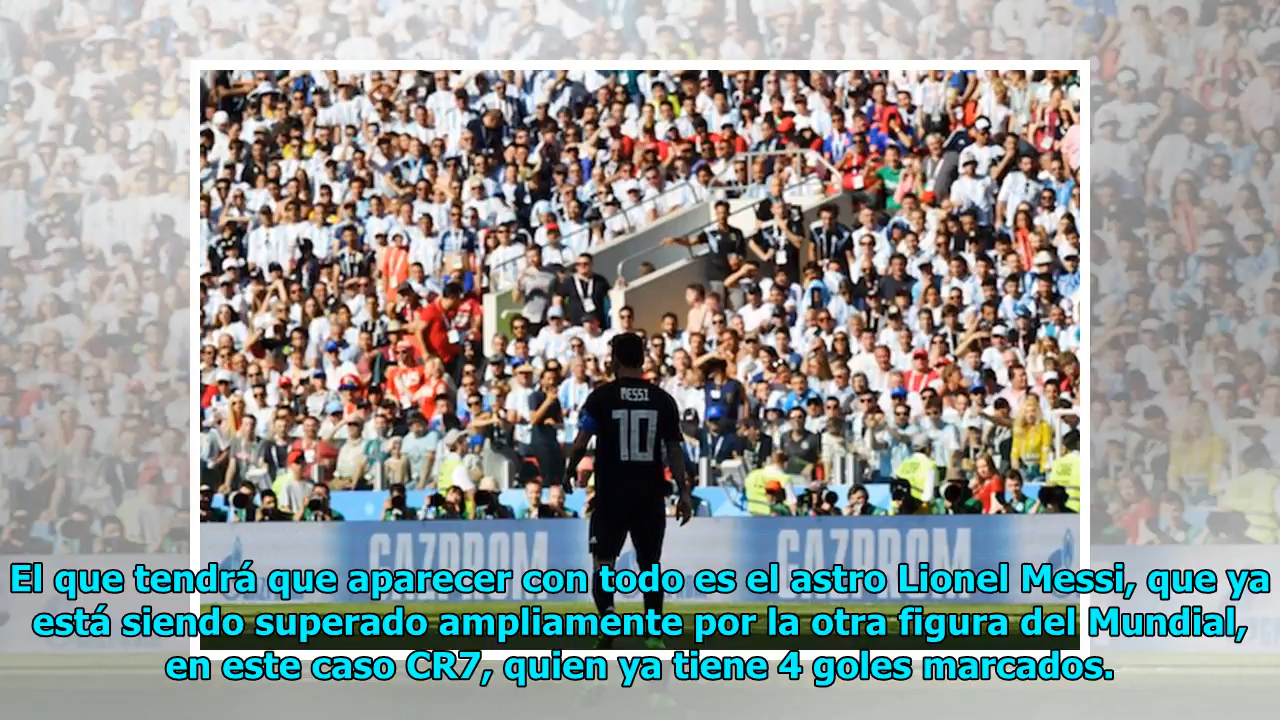 MESSI
10
GAZPROM GAZPROM
El que tendrá que aparecer con todo es el astro Lionel Messi, que ya
está siendo superado ampliamente por la otra figura del Mundial,
en este caso CR7, quien ya tiene 4 goles marcados.